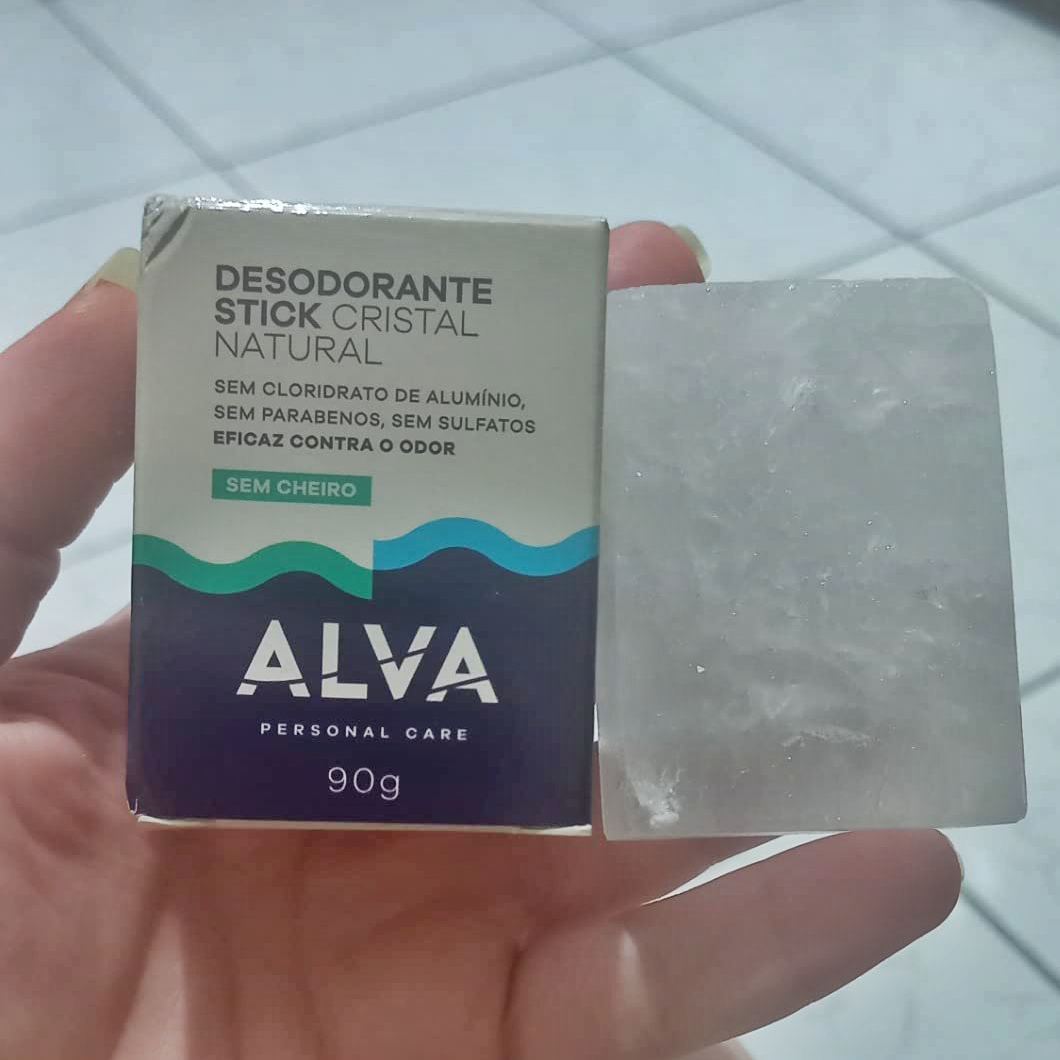 DESODORANTE
STICK CRISTAL
NATURAL
SEM CLORIDRATO DE ALUMÍNIO,
SEM PARABENOS, SEM SULFATOS
EFICAZ CONTRA O ODOR
SEM CHEIRO
ALVA
PERSONAL CARE
90g